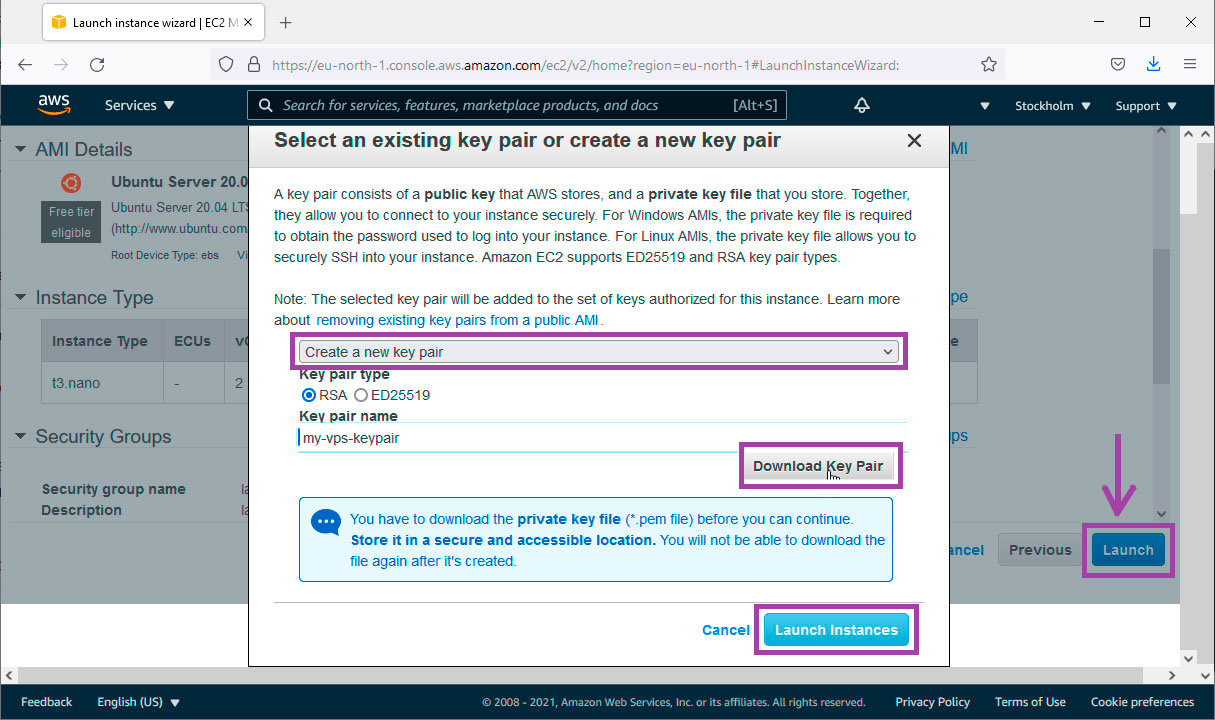 Launch instance wizard | EC2 M
https://eu-north-1.console.aws.amazon.com/ec2/v2/home?region=eu-north-1#LaunchInstanceWizard:
aws Services Search for services, features, marketplace products, and docs [Alt+S] Stockholm Support
Select an existing key pair or create a new key pair
AMI Details
MI
Ubuntu Server 20.0
Free tier
eligible
Ubuntu Server 20.04 LTS
(http://www.ubuntu.com/
Root Device Type: ebs Vi
A key pair consists of a public key that AWS stores, and a private key file that you store. Together,
they allow you to connect to your instance securely. For Windows AMIs, the private key file is required
to obtain the password used to log into your instance. For Linux AMIs, the private key file allows you to
securely SSH into your instance. Amazon EC2 supports ED25519 and RSA key pair types.
Instance Type
pe
Note: The selected key pair will be added to the set of keys authorized for this instance. Learn more
about removing existing key pairs from a public AMI.
Instance Type ECUs vC
e
t3.nano - 2
Create a new key pair
Key pair type
RSA ED25519
Key pair name
my-vps-keypair
Security Groups
ps
Download Key Pair
Security group name la
Description la
You have to download the private key file (*.pem file) before you can continue.
Store it in a secure and accessible location. You will not be able to download the
file again after it's created.
ancel Previous Launch
Cancel Launch Instances
Feedback English (US) © 2008 - 2021, Amazon Web Services, Inc. or its affiliates. All rights reserved. Privacy Policy Terms of Use Cookie preferences